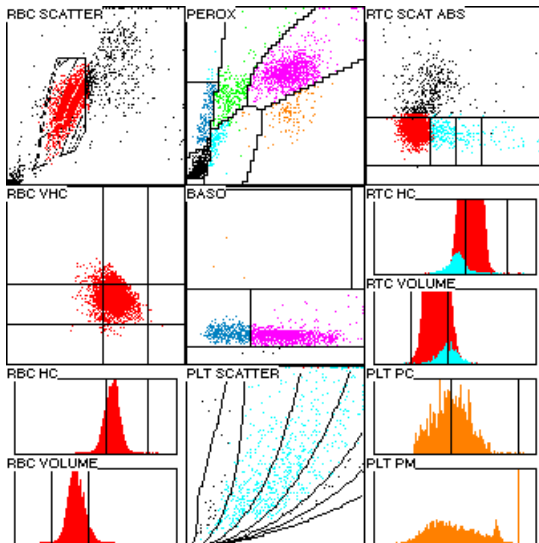 RBC SCATTER
PEROX
RTC SCAT ABS
RBC VHC
BASO
RTC HC
RTC VOLUME
RBC HC
PLT SCATTER
PLT PC
RBC VOLUME
PLT PM